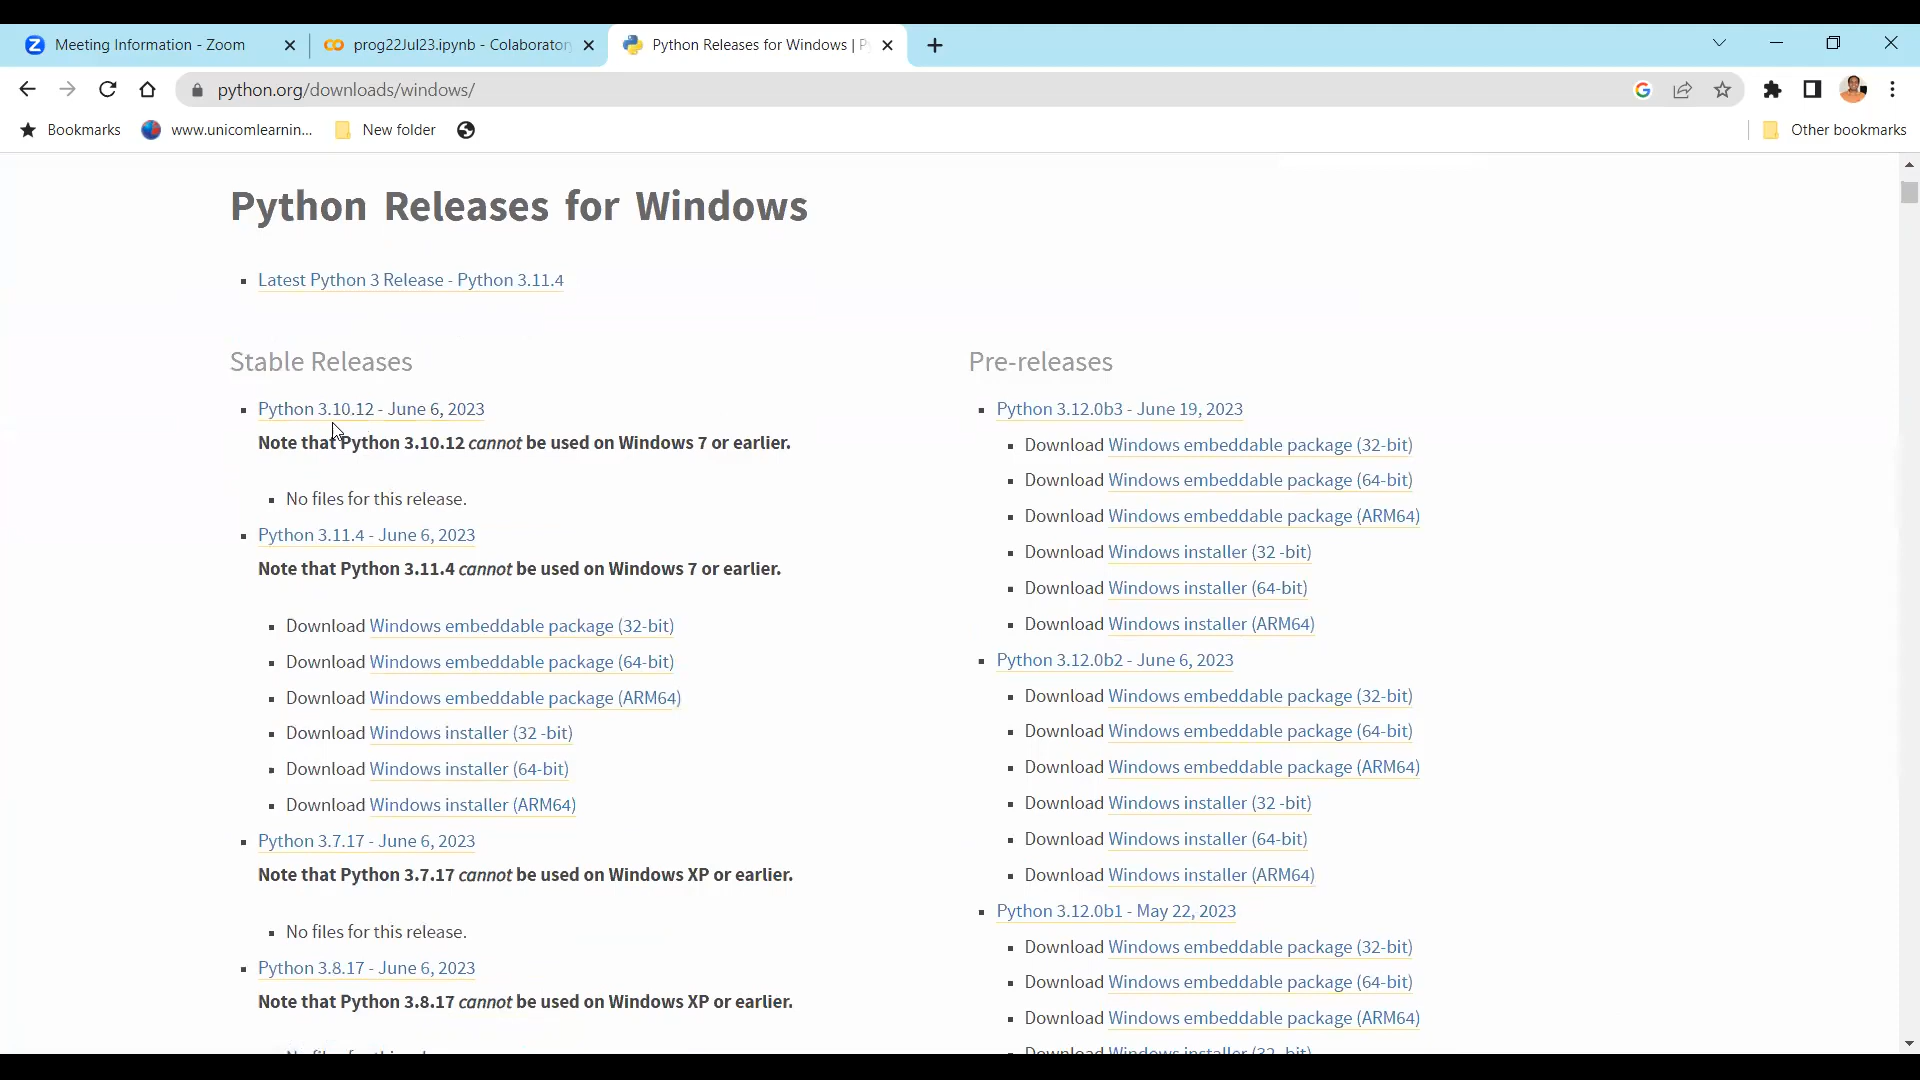 Meeting Information - Zoom
prog22Jul23.ipynb - Colaboratory
Python Releases for Windows | P
python.org/downloads/windows/
Bookmarks
www.unicomlearnin...
New folder
Other bookmarks
Python Releases for Windows
Latest Python 3 Release - Python 3.11.4
Stable Releases
Python 3.10.12 - June 6, 2023
Note that Python 3.10.12 cannot be used on Windows 7 or earlier.
No files for this release.
Python 3.11.4 - June 6, 2023
Note that Python 3.11.4 cannot be used on Windows 7 or earlier.
Download Windows embeddable package (32-bit)
Download Windows embeddable package (64-bit)
Download Windows embeddable package (ARM64)
Download Windows installer (32 -bit)
Download Windows installer (64-bit)
Download Windows installer (ARM64)
Python 3.7.17 - June 6, 2023
Note that Python 3.7.17 cannot be used on Windows XP or earlier.
No files for this release.
Python 3.8.17 - June 6, 2023
Note that Python 3.8.17 cannot be used on Windows XP or earlier.
Pre-releases
Python 3.12.0b3 - June 19, 2023
Download Windows embeddable package (32-bit)
Download Windows embeddable package (64-bit)
Download Windows embeddable package (ARM64)
Download Windows installer (32 -bit)
Download Windows installer (64-bit)
Download Windows installer (ARM64)
Python 3.12.0b2 - June 6, 2023
Download Windows embeddable package (32-bit)
Download Windows embeddable package (64-bit)
Download Windows embeddable package (ARM64)
Download Windows installer (32 -bit)
Download Windows installer (64-bit)
Download Windows installer (ARM64)
Python 3.12.0b1 - May 22, 2023
Download Windows embeddable package (32-bit)
Download Windows embeddable package (64-bit)
Download Windows embeddable package (ARM64)
Download Windows installer (32 -bit)